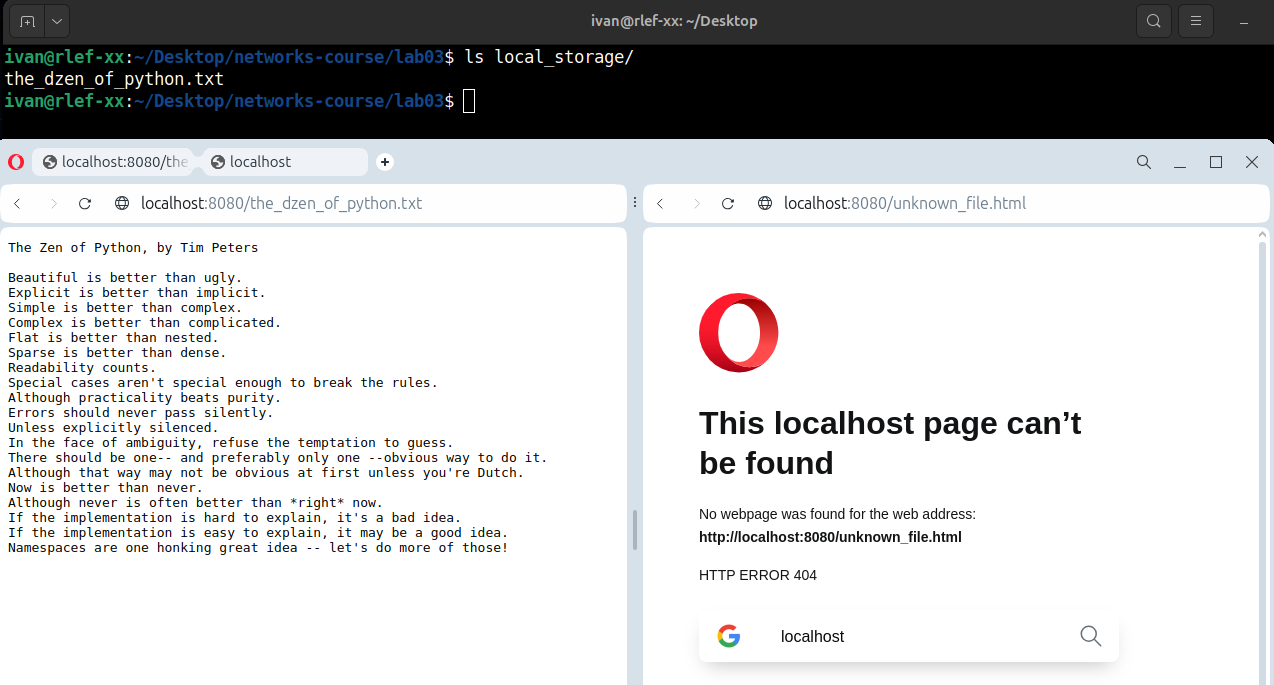 ivan@rlef-xx: ~/Desktop
ivan@rlef-xx:~/Desktop/networks-course/lab03$ ls local_storage/
the_dzen_of_python.txt
ivan@rlef-xx:~/Desktop/networks-course/lab03$
localhost:8080/the
localhost
localhost:8080/the_dzen_of_python.txt
The Zen of Python, by Tim Peters
Beautiful is better than ugly.
Explicit is better than implicit.
Simple is better than complex.
Complex is better than complicated.
Flat is better than nested.
Sparse is better than dense.
Readability counts.
Special cases aren't special enough to break the rules.
Although practicality beats purity.
Errors should never pass silently.
Unless explicitly silenced.
In the face of ambiguity, refuse the temptation to guess.
There should be one-- and preferably only one --obvious way to do it.
Although that way may not be obvious at first unless you're Dutch.
Now is better than never.
Although never is often better than *right* now.
If the implementation is hard to explain, it's a bad idea.
If the implementation is easy to explain, it may be a good idea.
Namespaces are one honking great idea -- let's do more of those!
localhost:8080/unknown_file.html
This localhost page can’t
be found
No webpage was found for the web address:
http://localhost:8080/unknown_file.html
HTTP ERROR 404
localhost